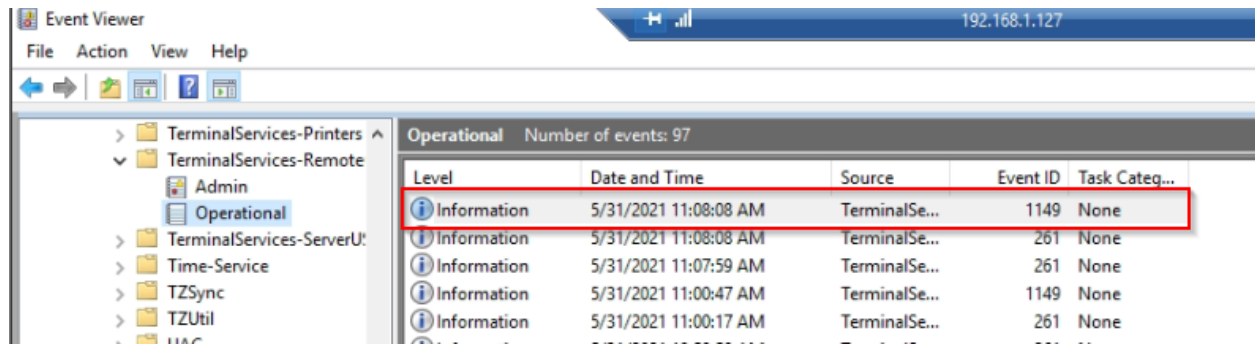 Event Viewer
192.168.1.127
File Action View Help
TerminalServices-Printers
TerminalServices-Remote
Admin
Operational
TerminalServices-ServerU
Time-Service
TZSync
TZUtil
UAC
Operational Number of events: 97
Level Date and Time Source Event ID Task Categ...
Information 5/31/2021 11:08:08 AM TerminalSe... 1149 None
Information 5/31/2021 11:08:08 AM TerminalSe... 261 None
Information 5/31/2021 11:07:59 AM TerminalSe... 261 None
Information 5/31/2021 11:00:47 AM TerminalSe... 1149 None
Information 5/31/2021 11:00:17 AM TerminalSe... 261 None